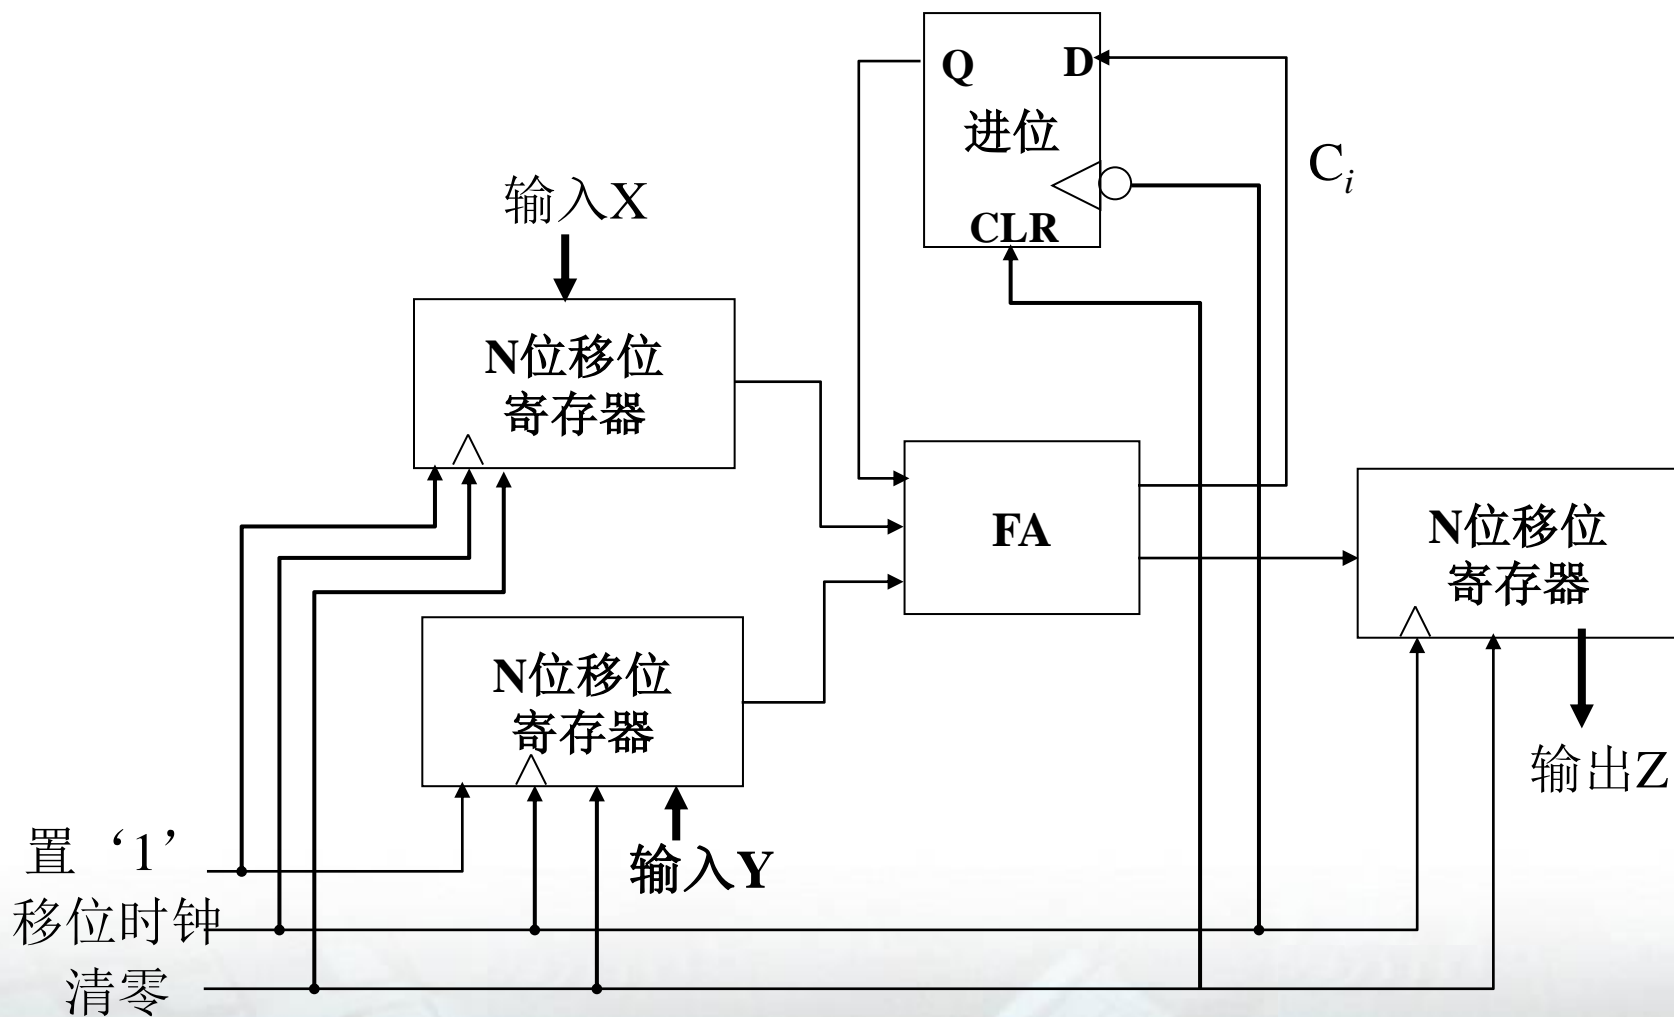 Q
D
进位
CLR
C_i
输入X
N位移位
寄存器
FA
N位移位
寄存器
输出Z
N位移位
寄存器
输入Y
置‘1’
移位时钟
清零